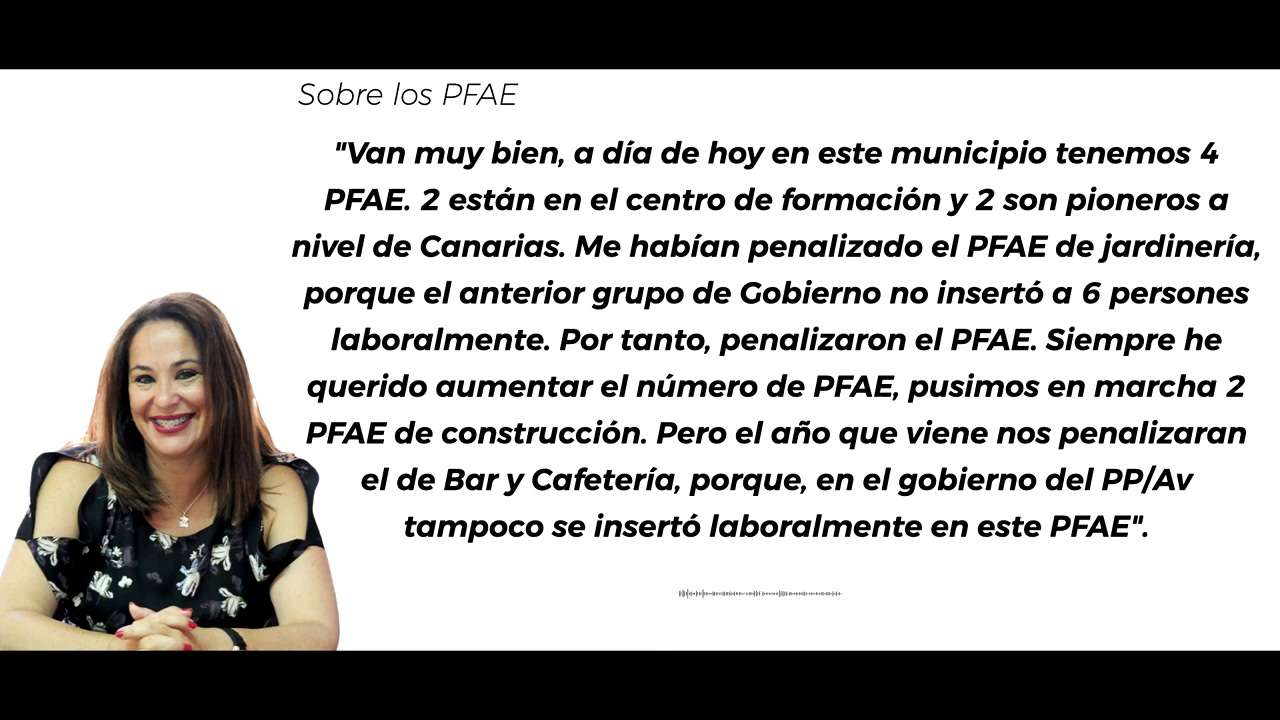 Sobre los PFAE
"Van muy bien, a día de hoy en este municipio tenemos 4
PFAE. 2 están en el centro de formación y 2 son pioneros a
nivel de Canarias. Me habían penalizado el PFAE de jardinería,
porque el anterior grupo de Gobierno no insertó a 6 persones
laboralmente. Por tanto, penalizaron el PFAE. Siempre he
querido aumentar el número de PFAE, pusimos en marcha 2
PFAE de construcción. Pero el año que viene nos penalizaran
el de Bar y Cafetería, porque, en el gobierno del PP/Av
tampoco se insertó laboralmente en este PFAE".